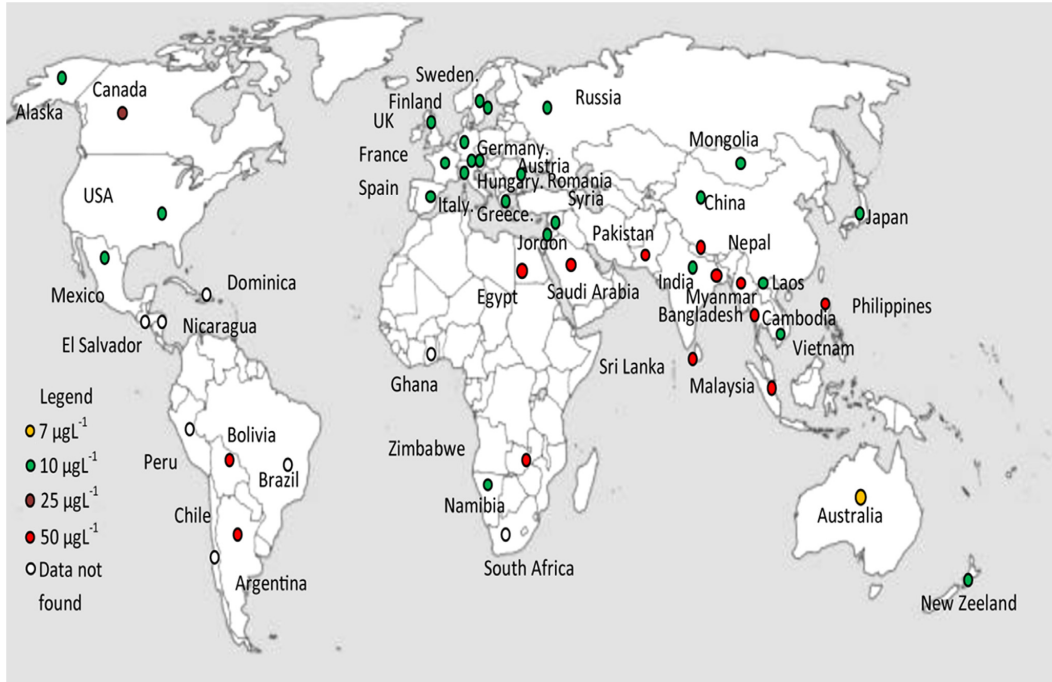 Sweden.
Canada
Alaska
Finland
Russia
UK
Mongolia
Germany.
France
Austria
Spain
Hungary. Romania
USA
Italy.
Syria
China
Greece.
Japan
Jordon
Pakistan
Nepal
Mexico
Dominica
Egypt
Saudi Arabia
India
Myanmar
Laos
Philippines
Bangladesh
Cambodia
Nicaragua
El Salvador
Vietnam
Ghana
Sri Lanka
Malaysia
Legend
7 µgL-1
10 µgL-1
25 µgL-1
50 µgL-1
Data not
found
Bolivia
Peru
Brazil
Chile
Argentina
Zimbabwe
Namibia
South Africa
Australia
New Zeeland